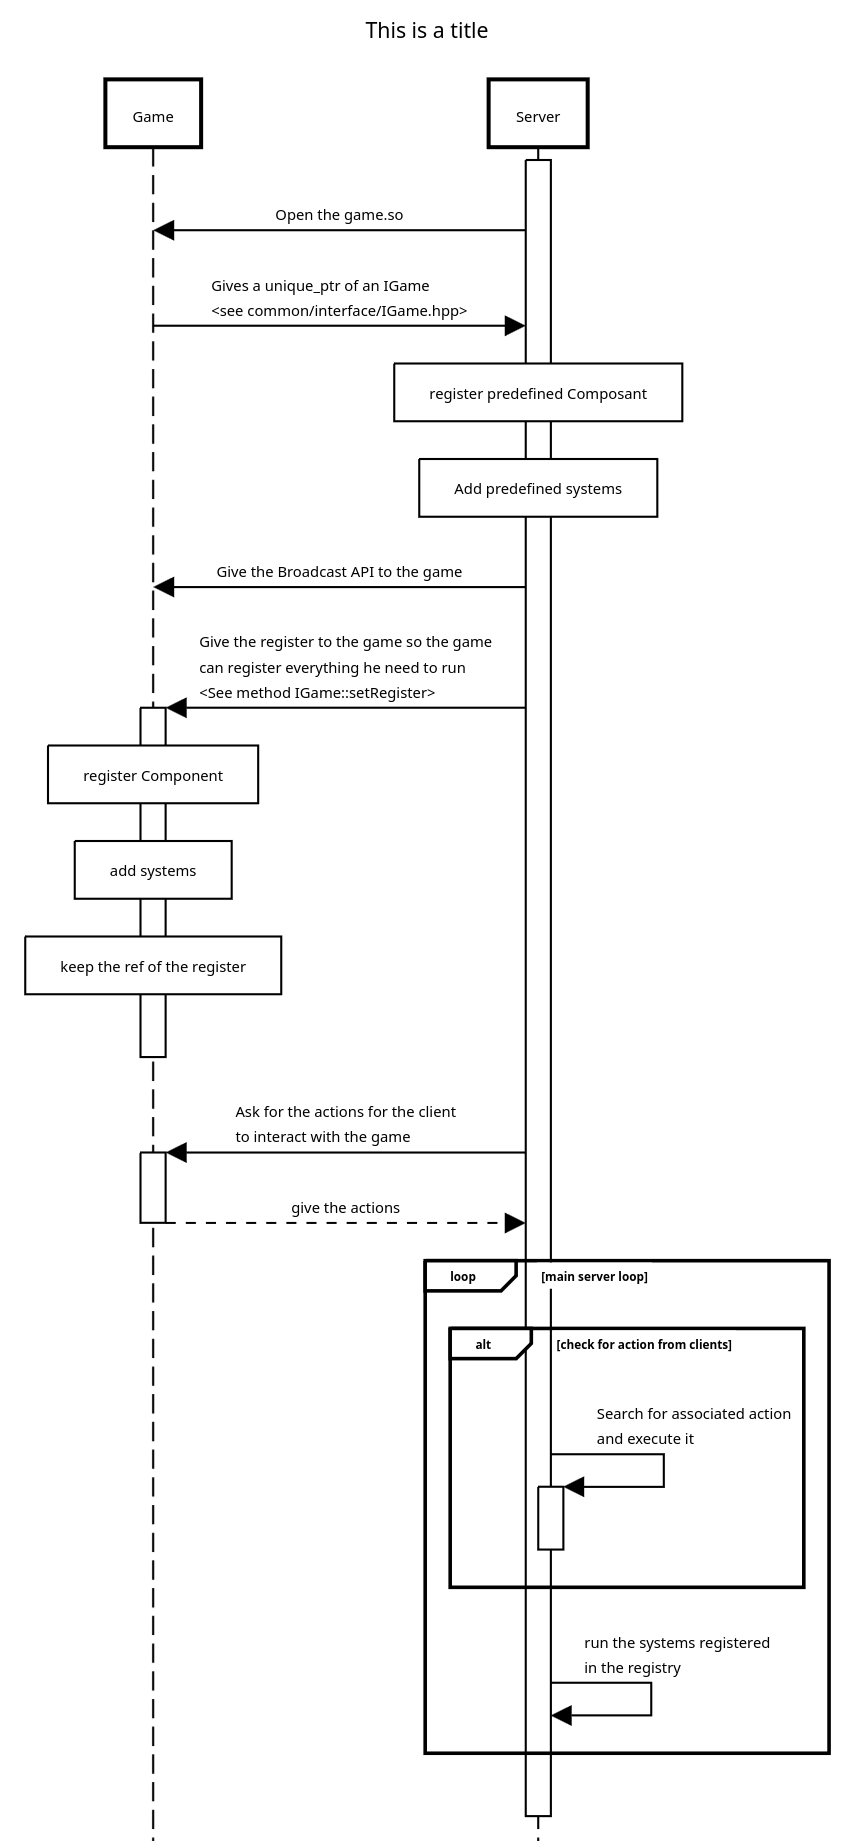 This is a title
Game
Server
Open the game.so
Gives a unique_ptr of an IGame
<see common/interface/IGame.hpp>
register predefined Composant
Add predefined systems
Give the Broadcast API to the game
Give the register to the game so the game
can register everything he need to run
<See method IGame::setRegister>
register Component
add systems
keep the ref of the register
Ask for the actions for the client
to interact with the game
give the actions
loop
[main server loop]
alt
[check for action from clients]
Search for associated action
and execute it
run the systems registered
in the registry